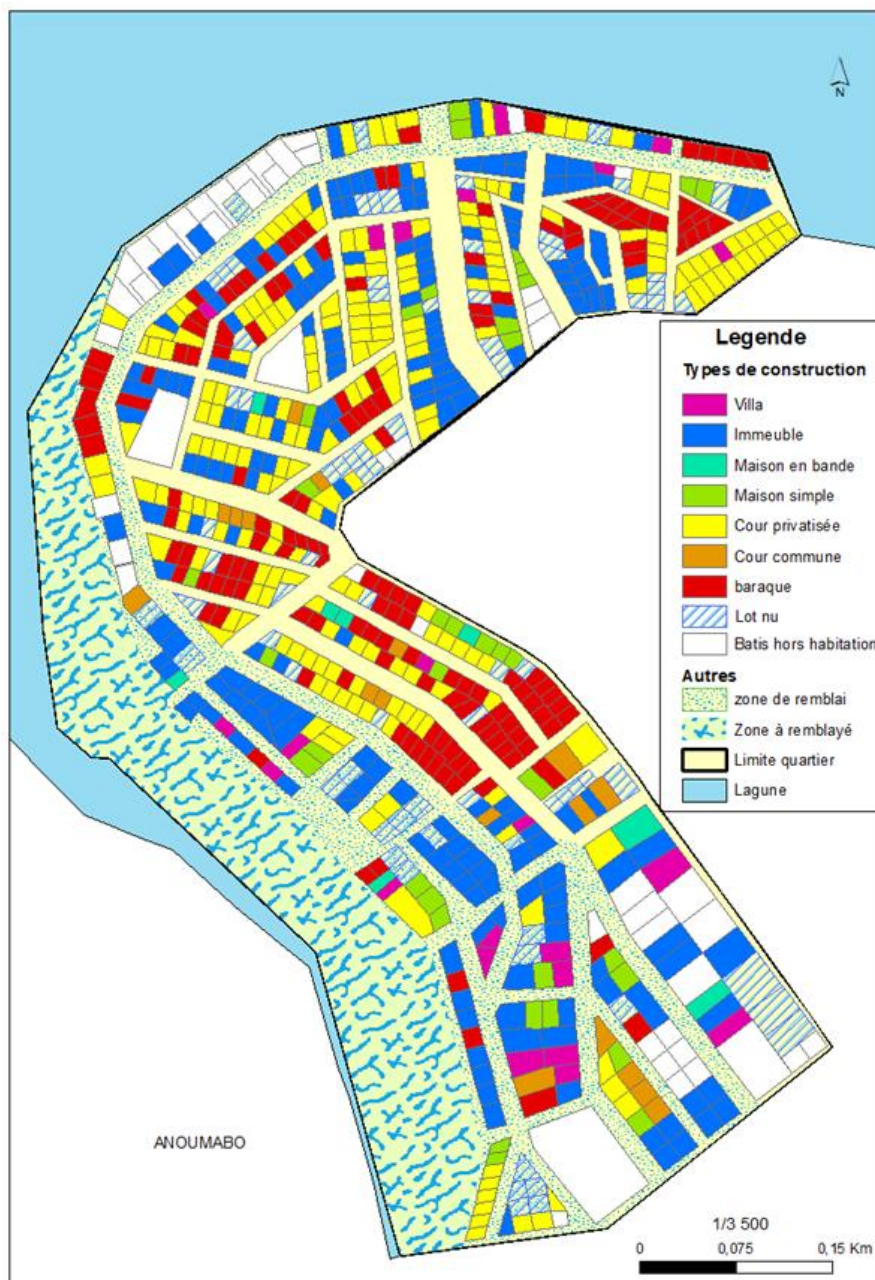 N
Legende
Types de construction
Villa
Immeuble
Maison en bande
Maison simple
Cour privatisée
Cour commune
baraque
Lot nu
Batis hors habitation
Autres
zone de remblai
Zone à remblayé
Limite quartier
Lagune
ANOUMABO
1/3 500
0 0,075 0,15 Km